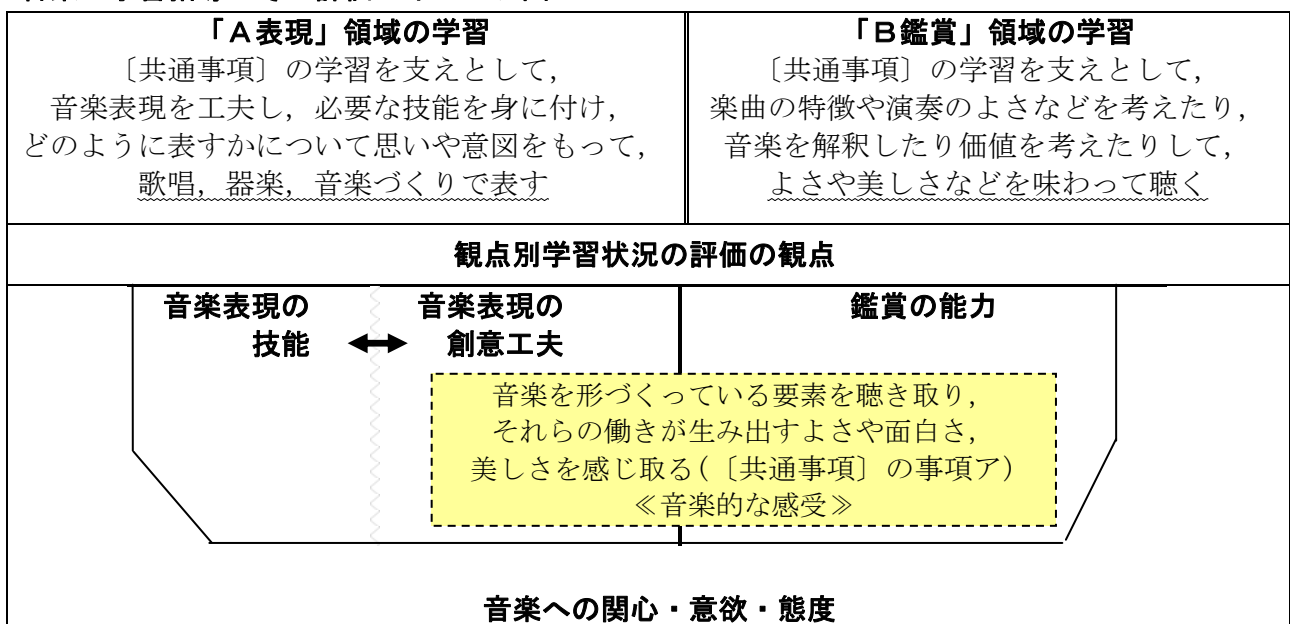 「Ａ表現」領域の学習
〔共通事項〕の学習を支えとして，
音楽表現を工夫し，必要な技能を身に付け，
どのように表すかについて思いや意図をもって，
歌唱，器楽，音楽づくりで表す
「Ｂ鑑賞」領域の学習
〔共通事項〕の学習を支えとして，
楽曲の特徴や演奏のよさなどを考えたり，
音楽を解釈したり価値を考えたりして，
よさや美しさなどを味わって聴く
観点別学習状況の評価の観点
音楽表現の
技能
音楽表現の
創意工夫
鑑賞の能力
音楽を形づくっている要素を聴き取り，
それらの働きが生み出すよさや面白さ，
美しさを感じ取る(〔共通事項〕の事項ア)
≪音楽的な感受≫
音楽への関心・意欲・態度